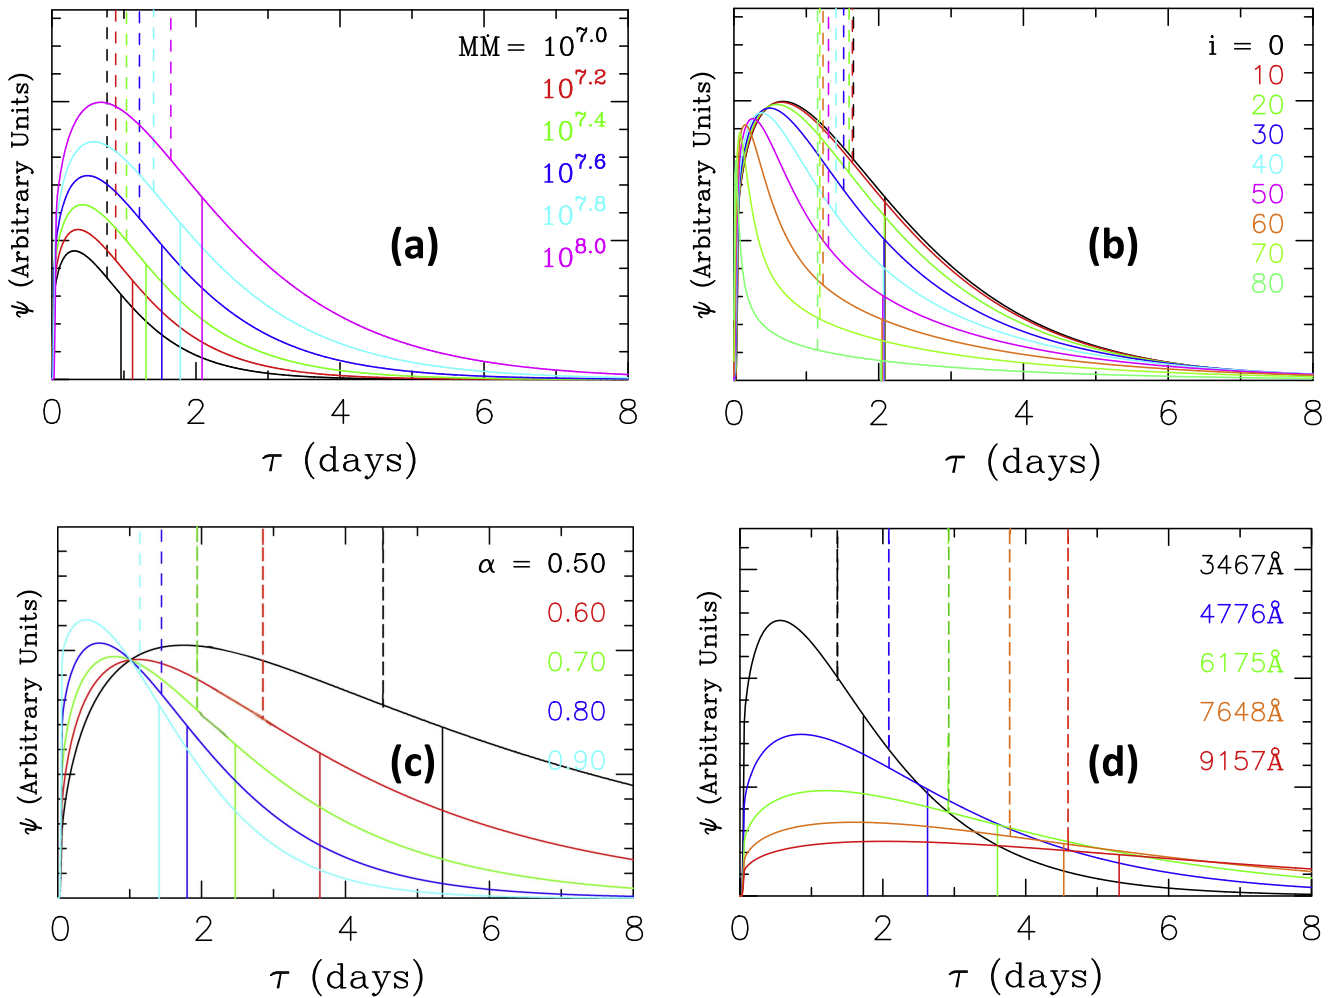 ψ (Arbitrary Units)
MṀ = 10^7.0
10^7.2
10^7.4
10^7.6
10^7.8
10^8.0
(a)
0 2 4 6 8
τ (days)
ψ (Arbitrary Units)
i = 0
10
20
30
40
50
60
70
80
(b)
0 2 4 6 8
τ (days)
ψ (Arbitrary Units)
α = 0.50
0.60
0.70
0.80
0.90
(c)
0 2 4 6 8
τ (days)
ψ (Arbitrary Units)
3467Å
4776Å
6175Å
7648Å
9157Å
(d)
0 2 4 6 8
τ (days)